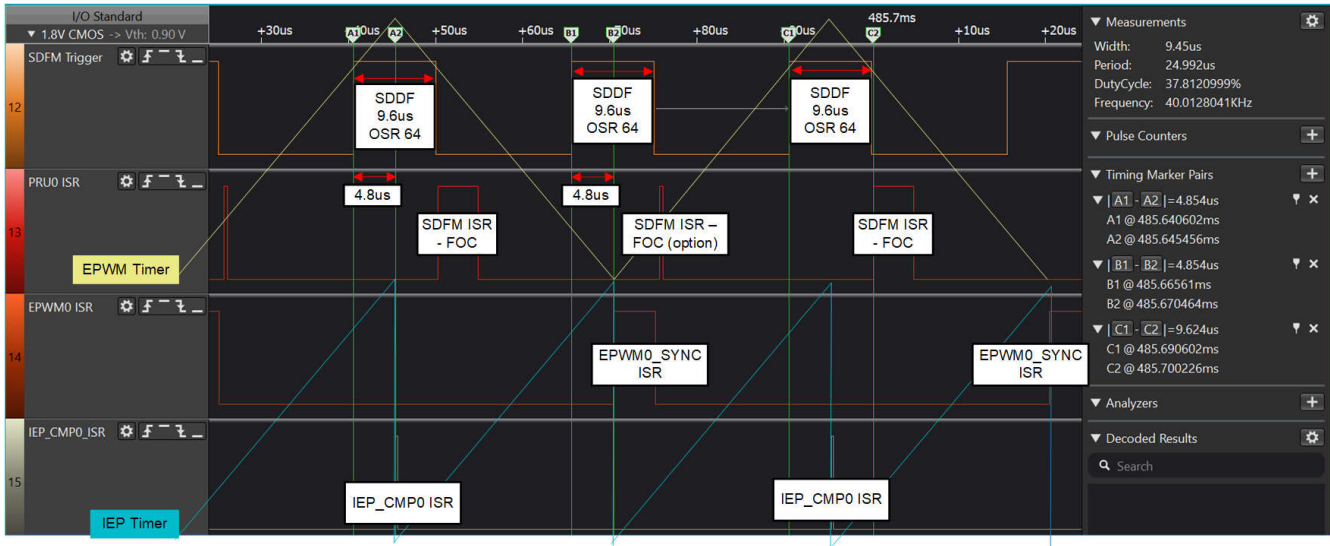 I/O Standard
▼ 1.8V CMOS -> Vth: 0.90 V
+30us
+50us
+60us
+80us
485.7ms
+10us
+20us
A1
A2
0us
B1
B2
0us
C1
0us
C2
SDFM Trigger
12
SDDF
9.6us
OSR 64
SDDF
9.6us
OSR 64
SDDF
9.6us
OSR 64
PRU0 ISR
13
4.8us
4.8us
SDFM ISR
- FOC
SDFM ISR –
FOC (option)
SDFM ISR
- FOC
EPWM Timer
EPWM0 ISR
14
EPWM0_SYNC
ISR
EPWM0_SYNC
ISR
IEP_CMP0_ISR
15
IEP_CMP0 ISR
IEP_CMP0 ISR
IEP Timer
▼ Measurements
Width: 9.45us
Period: 24.992us
DutyCycle: 37.8120999%
Frequency: 40.0128041KHz
▼ Pulse Counters
▼ Timing Marker Pairs
▼ | A1 - A2 |=4.854us
A1 @ 485.640602ms
A2 @ 485.645456ms
▼ | B1 - B2 |=4.854us
B1 @ 485.66561ms
B2 @ 485.670464ms
▼ | C1 - C2 |=9.624us
C1 @ 485.690602ms
C2 @ 485.700226ms
▼ Analyzers
▼ Decoded Results
Search